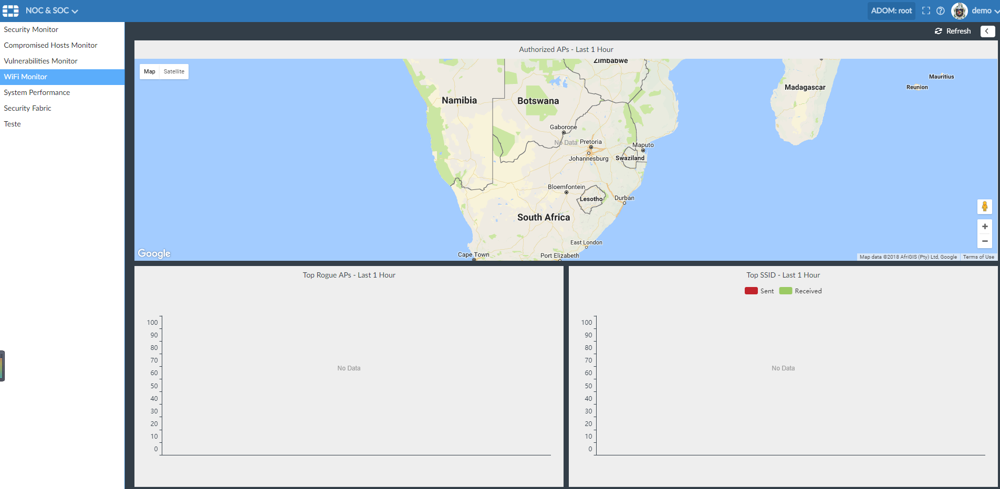 NOC & SOC
ADOM: root
demo
Security Monitor
Compromised Hosts Monitor
Vulnerabilities Monitor
WiFi Monitor
System Performance
Security Fabric
Teste
Refresh
Authorized APs - Last 1 Hour
Map Satellite
Zimbabwe
Mauritius
Reunion
Madagascar
Namibia
Botswana
Gaborone
No Data
Pretoria
Maputo
Johannesburg
Swaziland
Bloemfontein
Lesotho
Durban
South Africa
East London
Cape Town
Port Elizabeth
Google
Map data ©2018 AfriGIS (Pty) Ltd, Google
Terms of Use
Top Rogue APs - Last 1 Hour
100
90
80
70
60
50
40
30
20
10
0
No Data
Top SSID - Last 1 Hour
Sent Received
100
90
80
70
60
50
40
30
20
10
0
No Data